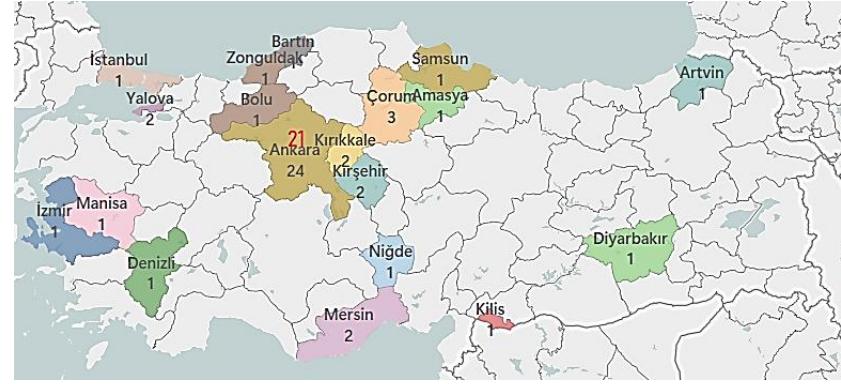 Bartın
İstanbul
1
Zonguldak
1
Samsun
1
Artvin
1
Yalova
2
Bolu
1
Çorum
3
Amasya
1
21
Ankara
24
Kırıkkale
2
Kırşehir
2
İzmir
1
Manisa
1
Denizli
1
Niğde
1
Diyarbakır
1
Mersin
2
Kilis
1